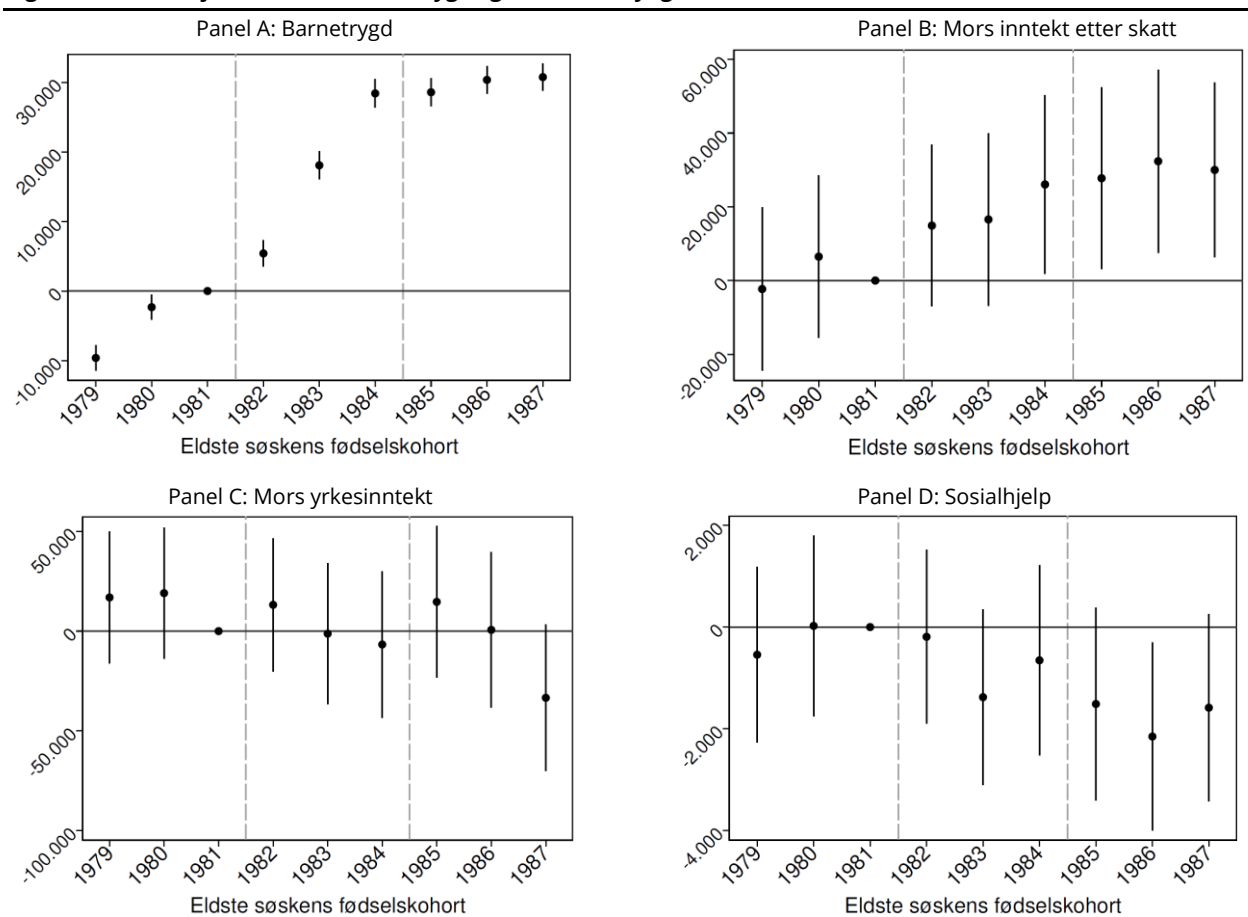 Panel A: Barnetrygd
30.000
20.000
10.000
0
-10.000
1979 1980 1981 1982 1983 1984 1985 1986 1987
Eldste søskens fødselskohort
Panel B: Mors inntekt etter skatt
60.000
40.000
20.000
0
-20.000
1979 1980 1981 1982 1983 1984 1985 1986 1987
Eldste søskens fødselskohort
Panel C: Mors yrkesinntekt
50.000
0
-50.000
-100.000
1979 1980 1981 1982 1983 1984 1985 1986 1987
Eldste søskens fødselskohort
Panel D: Sosialhjelp
2.000
0
-2.000
-4.000
1979 1980 1981 1982 1983 1984 1985 1986 1987
Eldste søskens fødselskohort